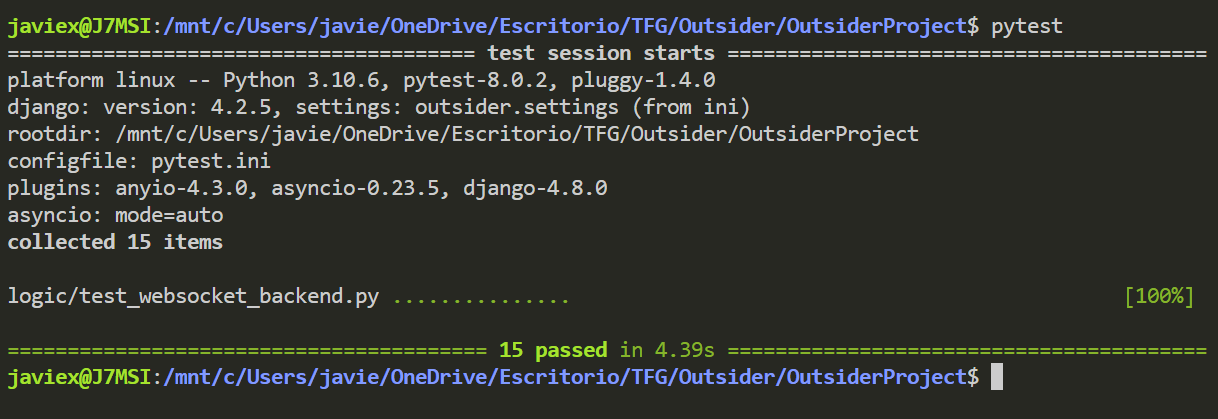 javiex@J7MSI:/mnt/c/Users/javie/OneDrive/Escritorio/TFG/Outsider/OutsiderProject$ pytest
======================================= test session starts ========================================
platform linux -- Python 3.10.6, pytest-8.0.2, pluggy-1.4.0
django: version: 4.2.5, settings: outsider.settings (from ini)
rootdir: /mnt/c/Users/javie/OneDrive/Escritorio/TFG/Outsider/OutsiderProject
configfile: pytest.ini
plugins: anyio-4.3.0, asyncio-0.23.5, django-4.8.0
asyncio: mode=auto
collected 15 items
logic/test_websocket_backend.py ............... [100%]
======================================== 15 passed in 4.39s ========================================
javiex@J7MSI:/mnt/c/Users/javie/OneDrive/Escritorio/TFG/Outsider/OutsiderProject$